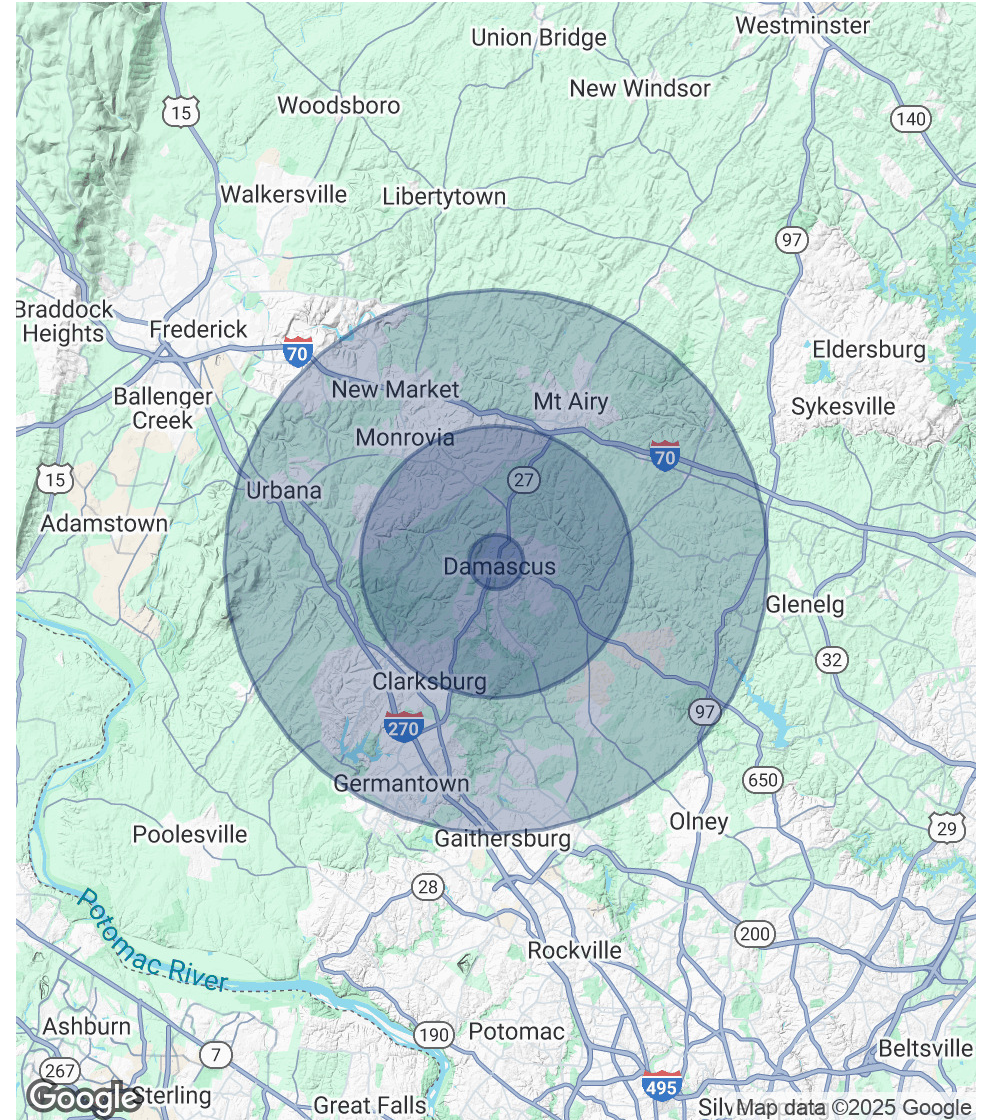 Westminster
Union Bridge
New Windsor
Woodsboro
15
140
Walkersville
Libertytown
97
Braddock
Heights
Frederick
70
Eldersburg
New Market
Ballenger
Creek
Mt Airy
Sykesville
Monrovia
70
15
27
Urbana
Adamstown
Damascus
Glenelg
32
Clarksburg
97
270
650
Germantown
Olney
29
Poolesville
Gaithersburg
28
Potomac River
200
Rockville
Ashburn
190
Potomac
7
Beltsville
267
495
Google
Sterling
Great Falls
Silv
Map data ©2025 Google